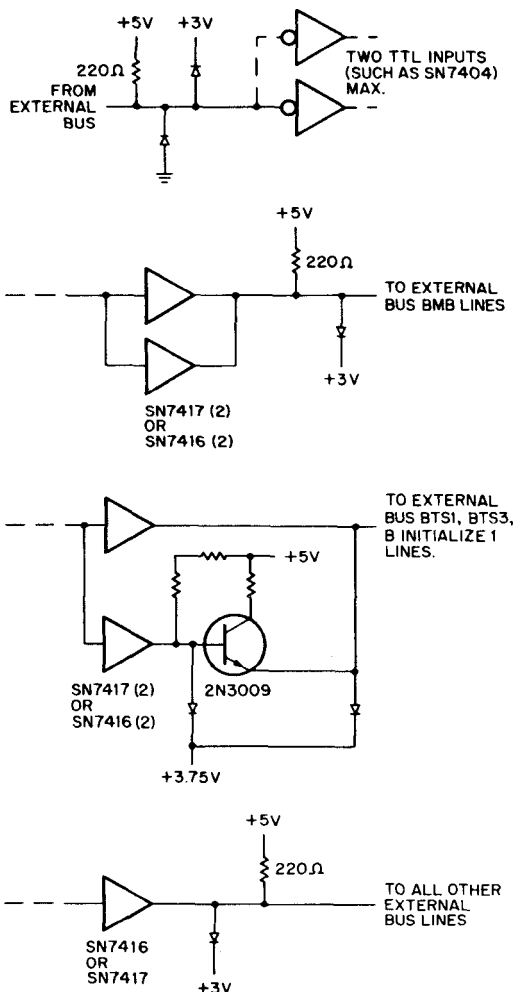 +5V
+3V
220Ω
FROM
EXTERNAL
BUS
TWO TTL INPUTS
(SUCH AS SN7404)
MAX.
+5V
220Ω
TO EXTERNAL
BUS BMB LINES
+3V
SN7417 (2)
OR
SN7416 (2)
TO EXTERNAL
BUS BTS1, BTS3,
B INITIALIZE 1
LINES.
+5V
2N3009
SN7417 (2)
OR
SN7416 (2)
+3.75V
+5V
220Ω
TO ALL OTHER
EXTERNAL
BUS LINES
SN7416
OR
SN7417
+3V